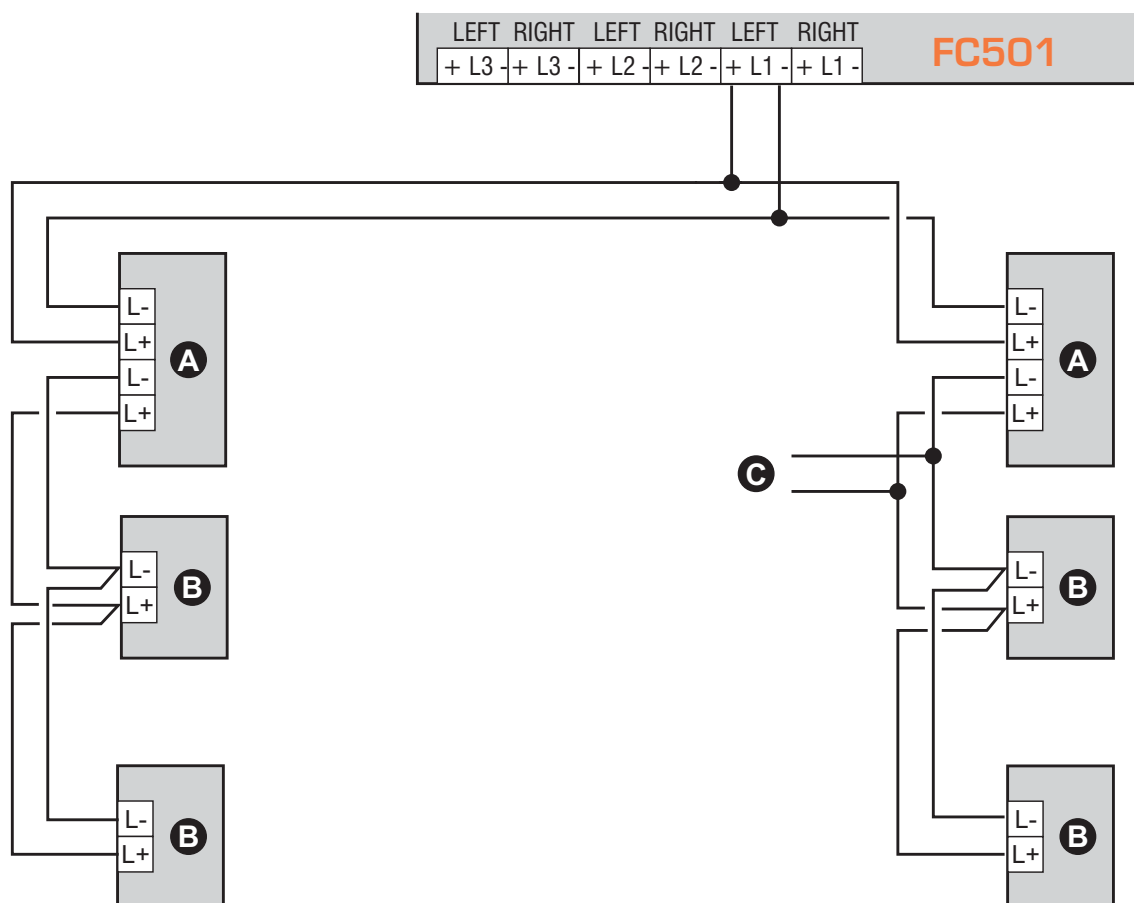 LEFT RIGHT LEFT RIGHT LEFT RIGHT
+ L3 - + L3 - + L2 - + L2 - + L1 - + L1 -
FC501
L-
L+
L-
L+
A
L-
L+
L-
L+
A
C
L-
L+
B
L-
L+
B
L-
L+
B
L-
L+
B